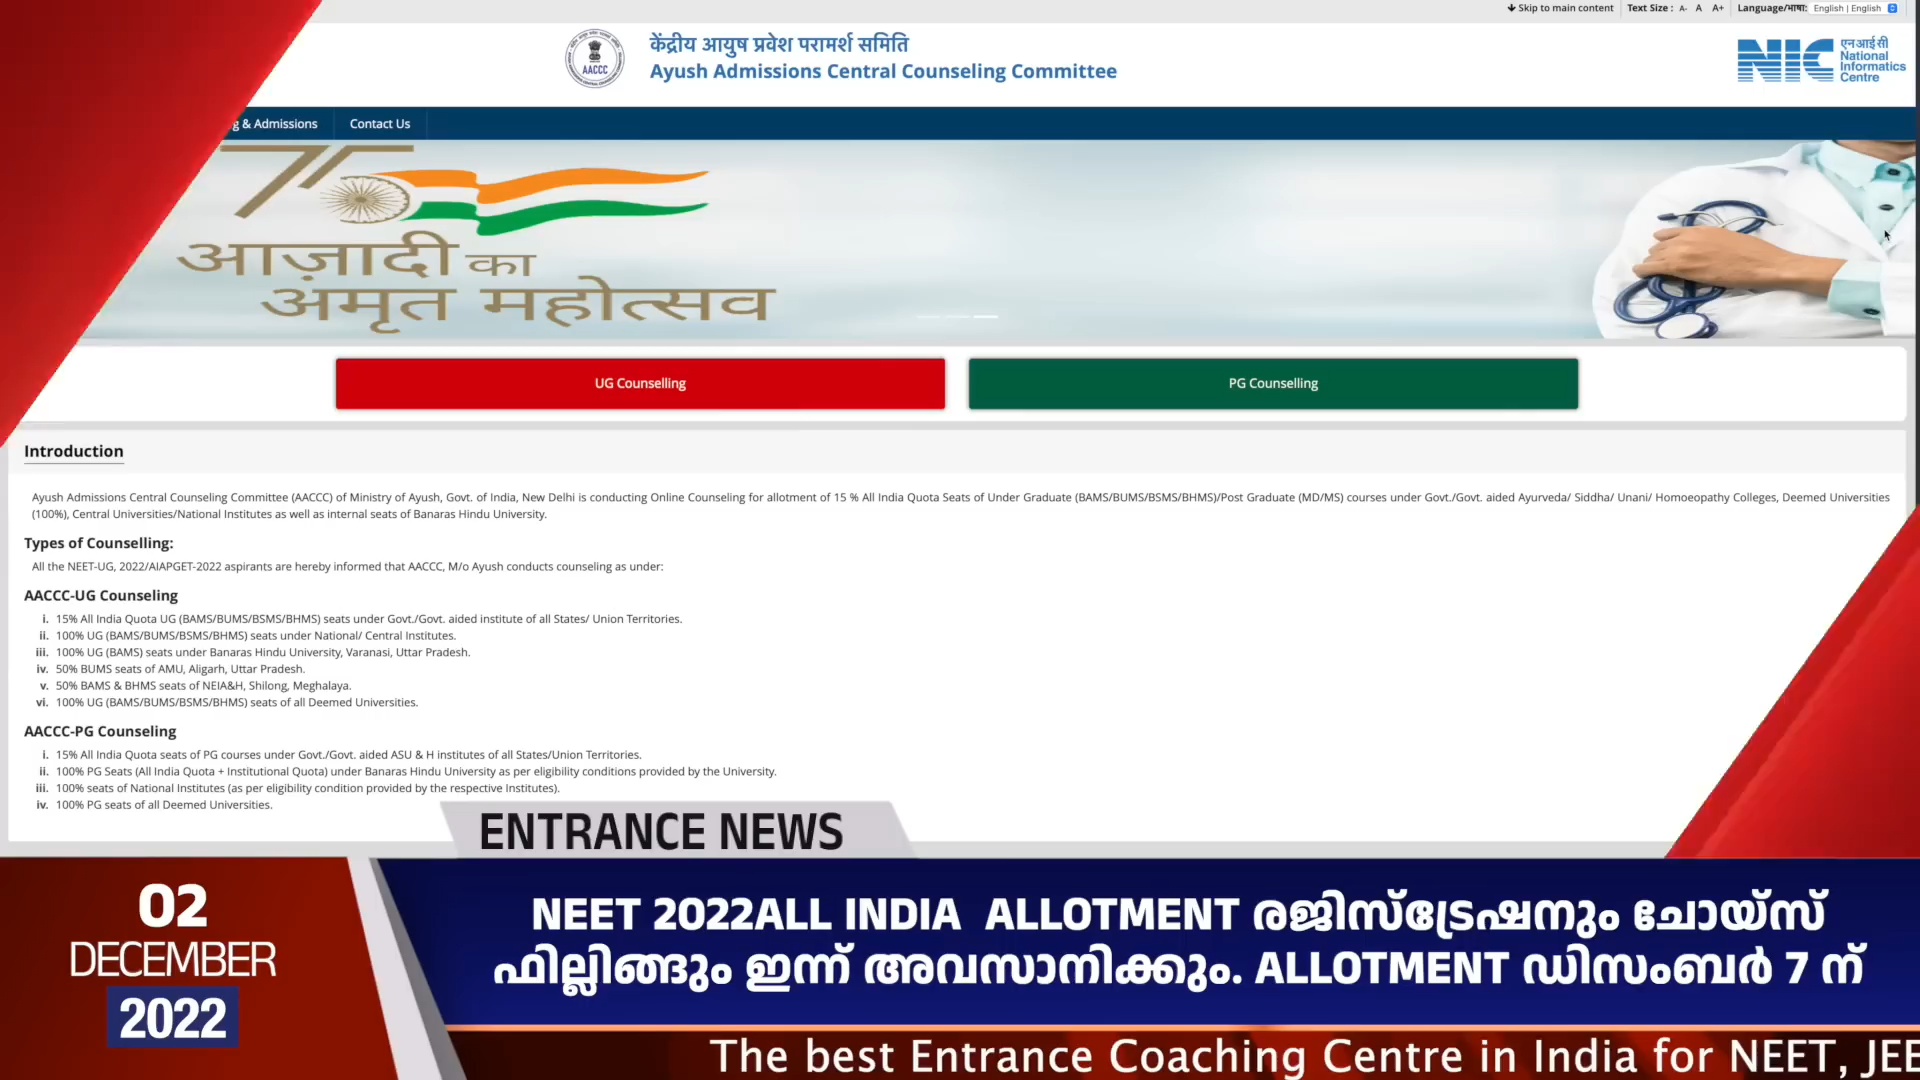 Skip to main content Text Size : A- A A+ Language/भाषा: English | English
केंद्रीय आयुष प्रवेश परामर्श समिति
Ayush Admissions Central Counseling Committee
AACCC
NIC
एन आई सी
National
Informatics
Centre
g & Admissions Contact Us
आज़ादी का
अमृत महोत्सव
UG Counselling PG Counselling
Introduction
Ayush Admissions Central Counseling Committee (AACCC) of Ministry of Ayush, Govt. of India, New Delhi is conducting Online Counseling for allotment of 15 % All India Quota Seats of Under Graduate (BAMS/BUMS/BSMS/BHMS)/Post Graduate (MD/MS) courses under Govt./Govt. aided Ayurveda/ Siddha/ Unani/ Homoeopathy Colleges, Deemed Universities
(100%), Central Universities/National Institutes as well as internal seats of Banaras Hindu University.
Types of Counselling:
All the NEET-UG, 2022/AIAPGET-2022 aspirants are hereby informed that AACCC, M/o Ayush conducts counseling as under:
AACCC-UG Counseling
i. 15% All India Quota UG (BAMS/BUMS/BSMS/BHMS) seats under Govt./Govt. aided institute of all States/ Union Territories.
ii. 100% UG (BAMS/BUMS/BSMS/BHMS) seats under National/ Central Institutes.
iii. 100% UG (BAMS) seats under Banaras Hindu University, Varanasi, Uttar Pradesh.
iv. 50% BUMS seats of AMU, Aligarh, Uttar Pradesh.
v. 50% BAMS & BHMS seats of NEIA&H, Shilong, Meghalaya.
vi. 100% UG (BAMS/BUMS/BSMS/BHMS) seats of all Deemed Universities.
AACCC-PG Counseling
i. 15% All India Quota seats of PG courses under Govt./Govt. aided ASU & H institutes of all States/Union Territories.
ii. 100% PG Seats (All India Quota + Institutional Quota) under Banaras Hindu University as per eligibility conditions provided by the University.
iii. 100% seats of National Institutes (as per eligibility condition provided by the respective Institutes).
iv. 100% PG seats of all Deemed Universities.
ENTRANCE NEWS
02
DECEMBER
2022
NEET 2022ALL INDIA ALLOTMENT രജിസ്ട്രേഷനും ചോയ്സ്
ഫില്ലിങ്ങും ഇന്ന് അവസാനിക്കും. ALLOTMENT ഡിസംബർ 7 ന്
The best Entrance Coaching Centre in India for NEET, JEE